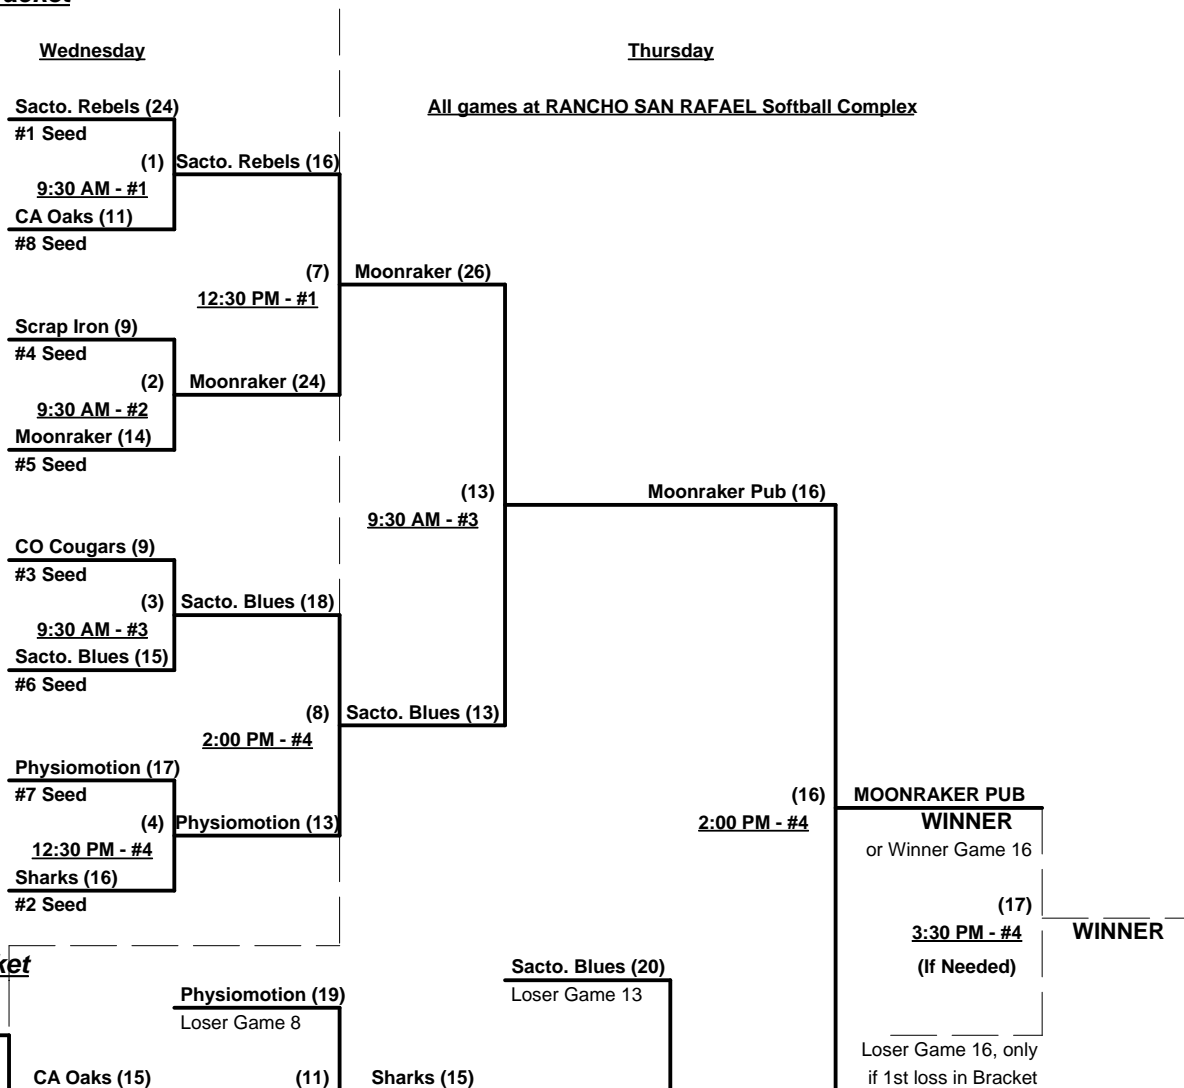 Wednesday
Thursday
Sacto. Rebels (24)
All games at RANCHO SAN RAFAEL Softball Complex
#1 Seed
(1) Sacto. Rebels (16)
9:30 AM - #1
CA Oaks (11)
#8 Seed
(7) Moonraker (26)
12:30 PM - #1
Scrap Iron (9)
#4 Seed
(2) Moonraker (24)
9:30 AM - #2
Moonraker (14)
#5 Seed
(13) Moonraker Pub (16)
9:30 AM - #3
CO Cougars (9)
#3 Seed
(3) Sacto. Blues (18)
9:30 AM - #3
Sacto. Blues (15)
#6 Seed
(8) Sacto. Blues (13)
2:00 PM - #4
Physiomotion (17)
#7 Seed
(16) MOONRAKER PUB
(4) Physiomotion (13)
2:00 PM - #4
WINNER
12:30 PM - #4
or Winner Game 16
Sharks (16)
#2 Seed
(17)
3:30 PM - #4
WINNER
(If Needed)
Sacto. Blues (20)
Loser Game 13
Physiomotion (19)
Loser Game 8
Loser Game 16, only
CA Oaks (15)
(11)
Sharks (15)
if 1st loss in Bracket